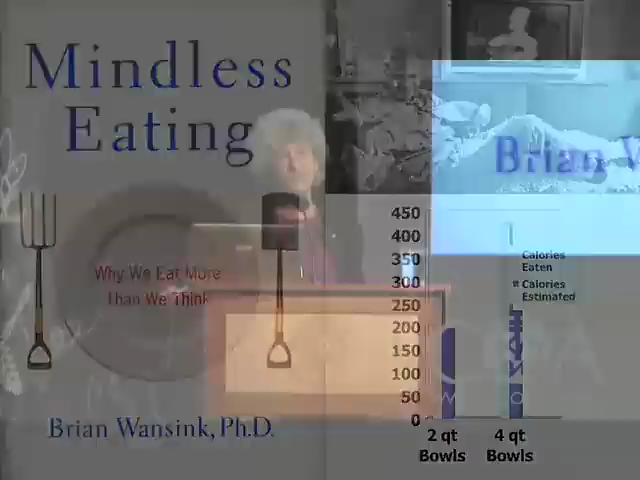 Mindless
Eating
Why We Eat More
Than We Think
Brian Wansink, Ph.D.
Brian W
450
400
350
300
250
200
150
100
50
0
Calories
Eaten
Calories
Estimated
2 qt
Bowls
4 qt
Bowls